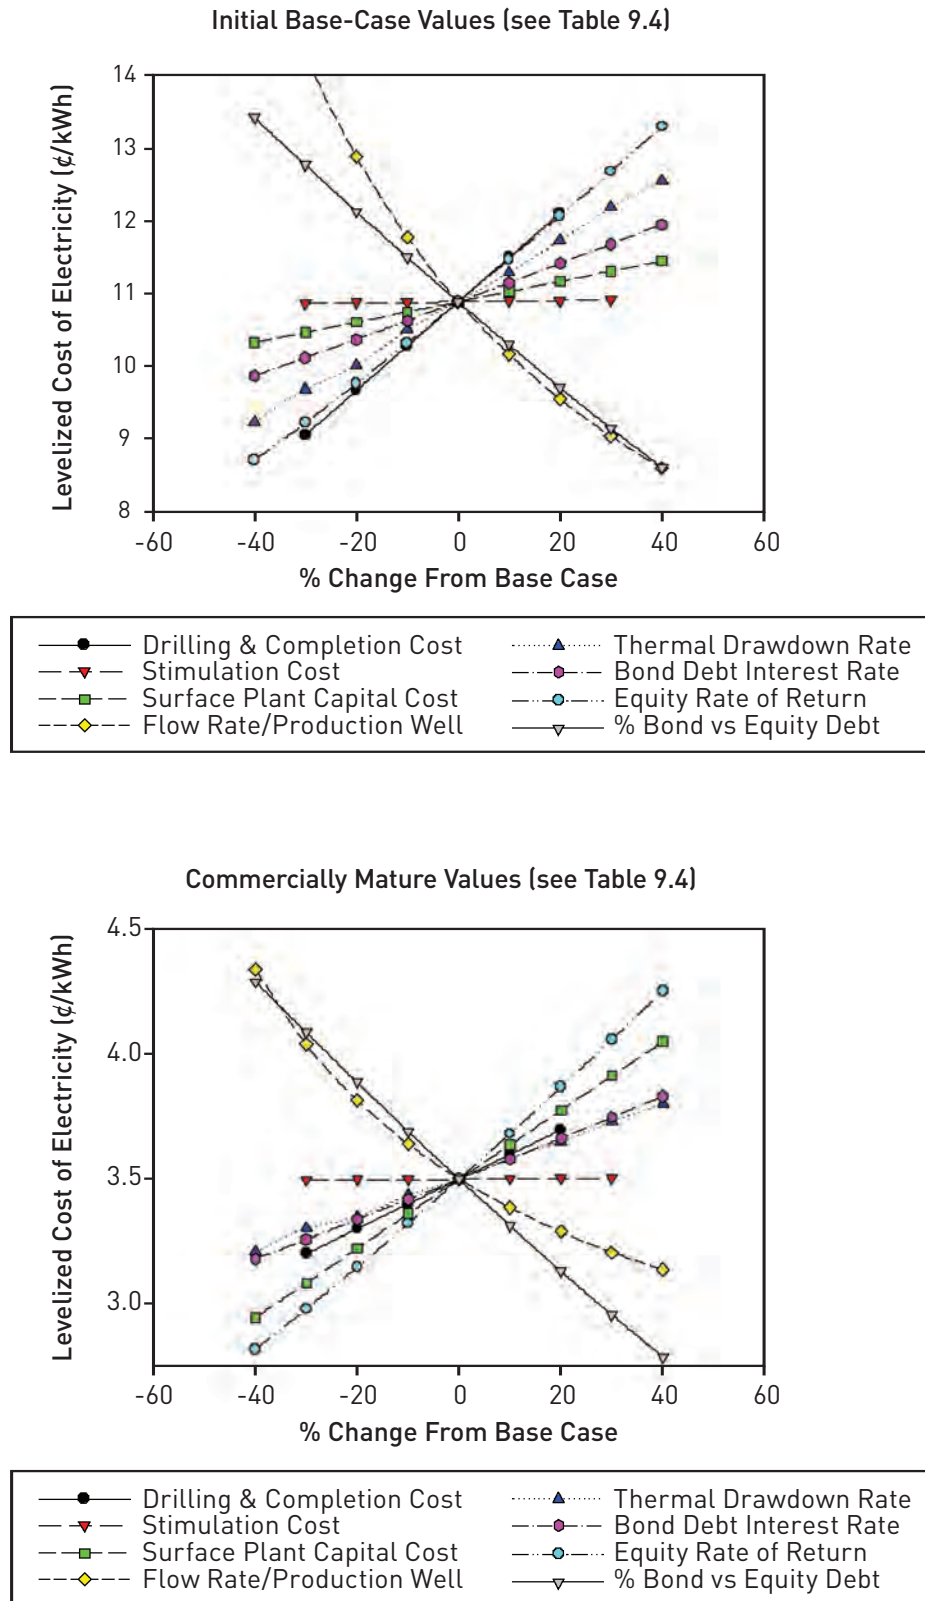 Initial Base-Case Values (see Table 9.4)
Levelized Cost of Electricity (¢/kWh)
14
13
12
11
10
9
8
-60 -40 -20 0 20 40 60
% Change From Base Case
Drilling & Completion Cost
Stimulation Cost
Surface Plant Capital Cost
Flow Rate/Production Well
Thermal Drawdown Rate
Bond Debt Interest Rate
Equity Rate of Return
% Bond vs Equity Debt
Commercially Mature Values (see Table 9.4)
Levelized Cost of Electricity (¢/kWh)
4.5
4.0
3.5
3.0
-60 -40 -20 0 20 40 60
% Change From Base Case
Drilling & Completion Cost
Stimulation Cost
Surface Plant Capital Cost
Flow Rate/Production Well
Thermal Drawdown Rate
Bond Debt Interest Rate
Equity Rate of Return
% Bond vs Equity Debt